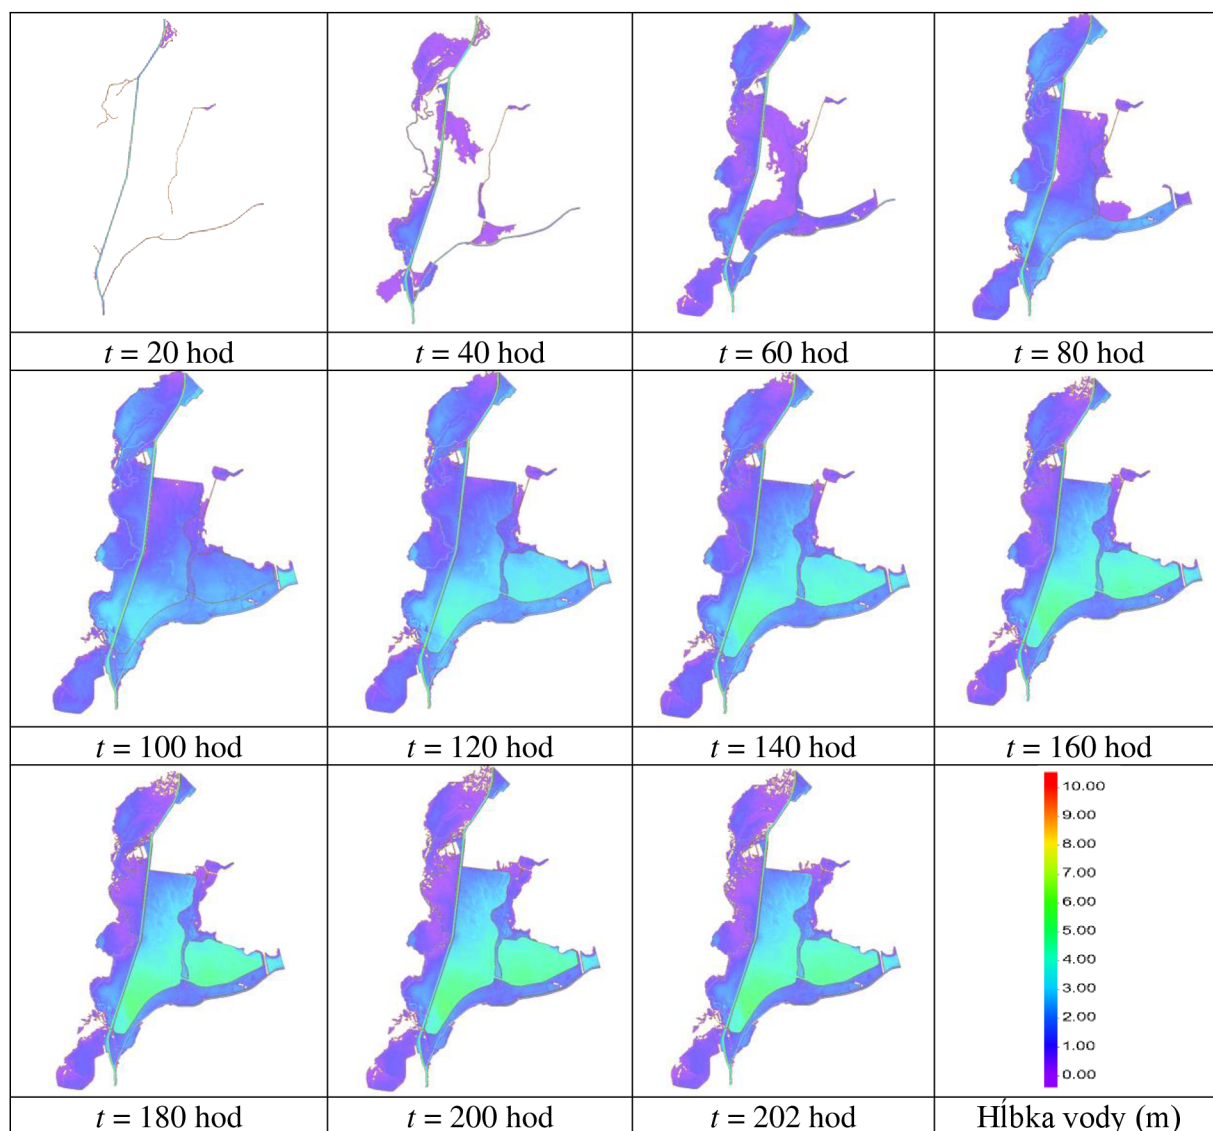 t = 20 hod
t = 40 hod
t = 60 hod
t = 80 hod
t = 100 hod
t = 120 hod
t = 140 hod
t = 160 hod
10.00
9.00
8.00
7.00
6.00
5.00
4.00
3.00
2.00
1.00
0.00
t = 180 hod
t = 200 hod
t = 202 hod
Hĺbka vody (m)